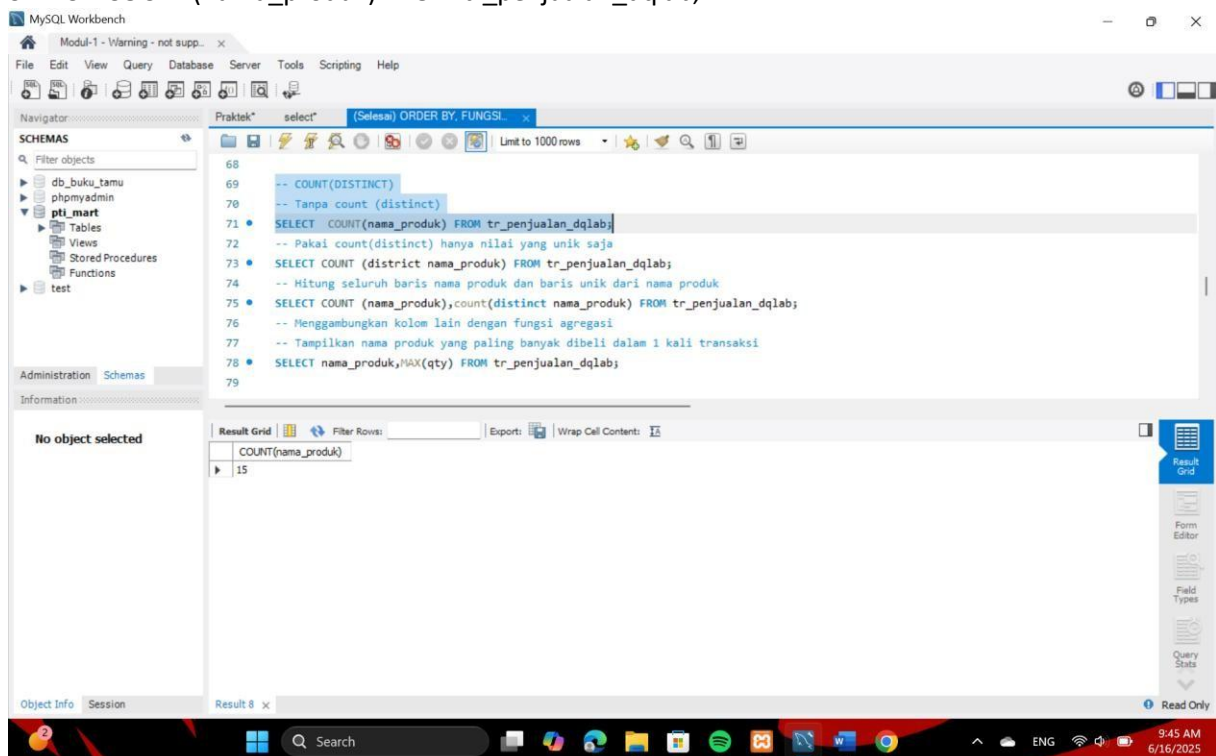 MySQL Workbench
Modul-1 - Warning - not supp..
File Edit View Query Database Server Tools Scripting Help
Navigator
Praktek* select* (Selesai) ORDER BY, FUNGSI..
SCHEMAS
Limit to 1000 rows
Filter objects
db_buku_tamu
phpmyadmin
pti_mart
Tables
Views
Stored Procedures
Functions
test
68
69 -- COUNT(DISTINCT)
70 -- Tanpa count (distinct)
71 SELECT COUNT(nama_produk) FROM tr_penjualan_dqlab;
72 -- Pakai count(distinct) hanya nilai yang unik saja
73 SELECT COUNT (district nama_produk) FROM tr_penjualan_dqlab;
74 -- Hitung seluruh baris nama produk dan baris unik dari nama produk
75 SELECT COUNT (nama_produk),count(distinct nama_produk) FROM tr_penjualan_dqlab;
76 -- Menggambungkan kolom lain dengan fungsi agregasi
77 -- Tampilkan nama produk yang paling banyak dibeli dalam 1 kali transaksi
78 SELECT nama_produk,MAX(qty) FROM tr_penjualan_dqlab;
79
Administration Schemas
Information
No object selected
Result Grid Filter Rows: Export: Wrap Cell Content:
COUNT(nama_produk)
15
Result Grid
Form Editor
Field Types
Query Stats
Object Info Session
Result 8
Read Only
2
Search
ENG
9:45 AM
6/16/2025